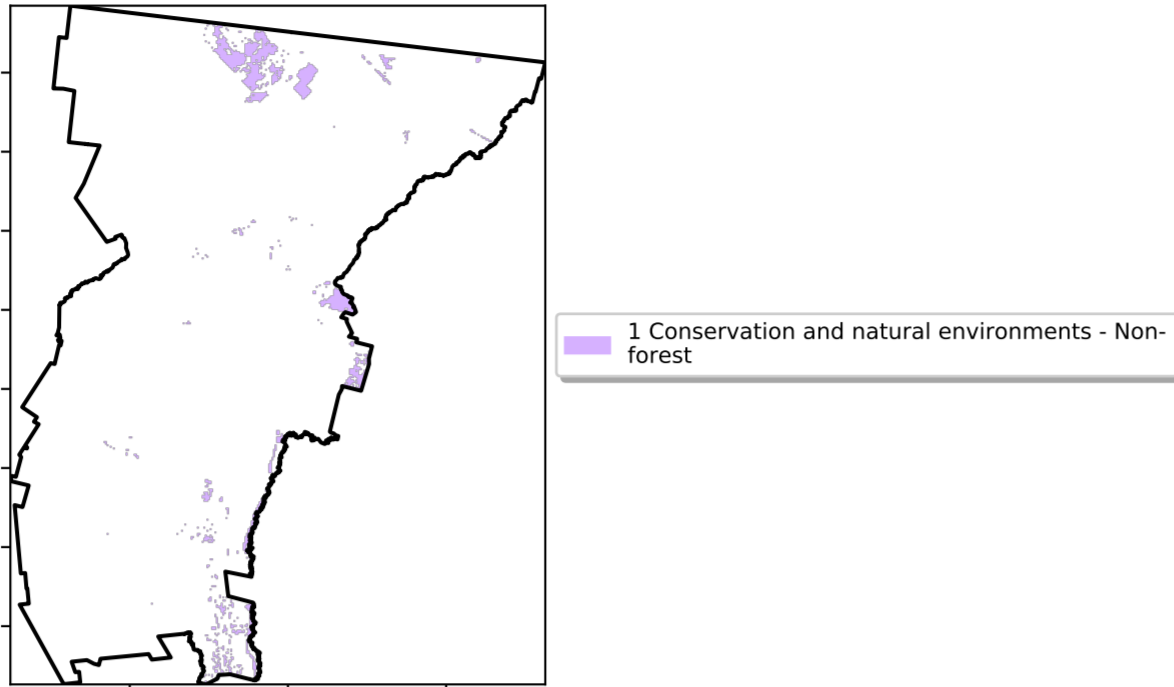 1 Conservation and natural environments - Non-
forest